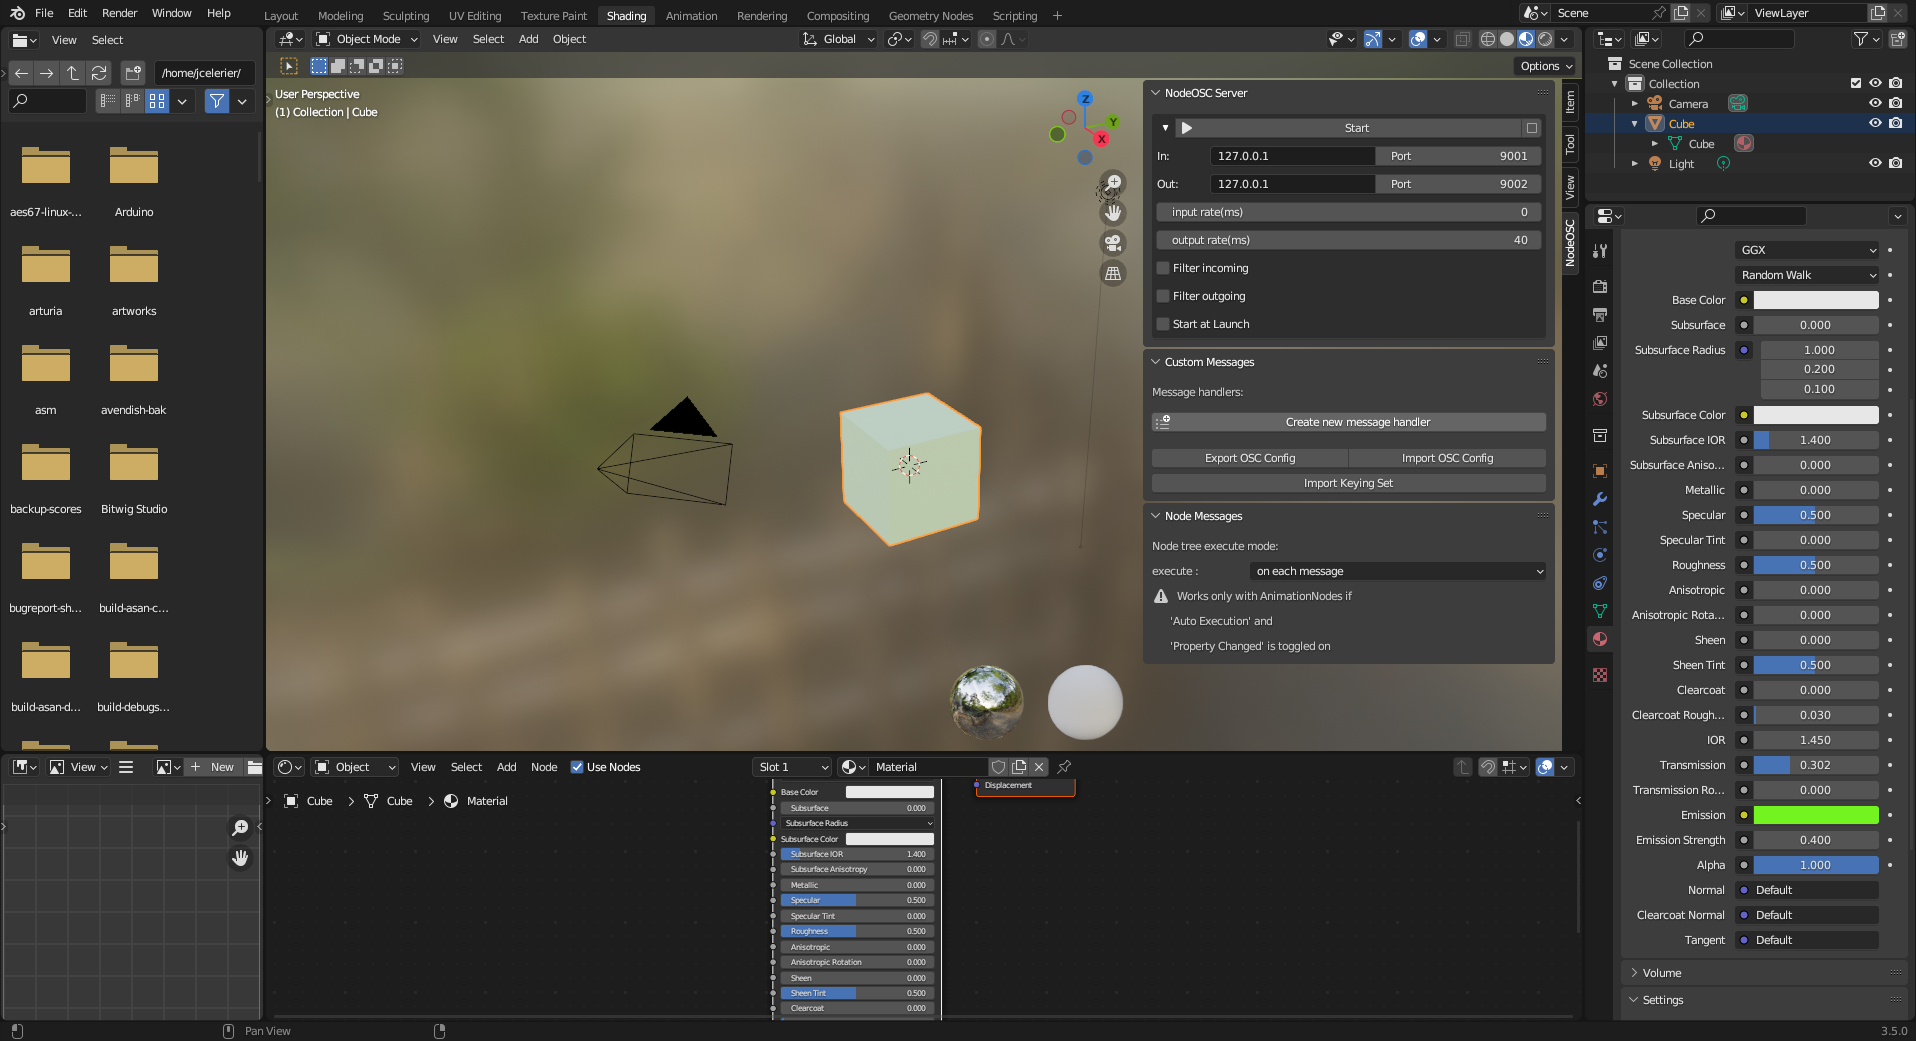 File Edit Render Window Help
Layout Modeling Sculpting UV Editing Texture Paint Shading Animation Rendering Compositing Geometry Nodes Scripting +
Scene
ViewLayer
View Select
Object Mode View Select Add Object
Global
/home/jcelerier/
Options
aes67-linux-... Arduino
arturia artworks
asm avendish-bak
backup-scores Bitwig Studio
bugreport-sh... build-asan-c...
build-asan-d... build-debugs...
User Perspective
(1) Collection | Cube
Z
Y
X
NodeOSC Server
Start
In: 127.0.0.1 Port 9001
Out: 127.0.0.1 Port 9002
input rate(ms) 0
output rate(ms) 40
Filter incoming
Filter outgoing
Start at Launch
Custom Messages
Message handlers:
Create new message handler
Export OSC Config Import OSC Config
Import Keying Set
Node Messages
Node tree execute mode:
execute : on each message
Works only with AnimationNodes if
'Auto Execution' and
'Property Changed' is toggled on
Item
Tool
View
NodeOSC
Scene Collection
Collection
Camera
Cube
Cube
Light
GGX
Random Walk
Base Color
Subsurface 0.000
Subsurface Radius 1.000
0.200
0.100
Subsurface Color
Subsurface IOR 1.400
Subsurface Aniso... 0.000
Metallic 0.000
Specular 0.500
Specular Tint 0.000
Roughness 0.500
Anisotropic 0.000
Anisotropic Rota... 0.000
Sheen 0.000
Sheen Tint 0.500
Clearcoat 0.000
Clearcoat Rough... 0.030
IOR 1.450
Transmission 0.302
Transmission Ro... 0.000
Emission
Emission Strength 0.400
Alpha 1.000
Normal Default
Clearcoat Normal Default
Tangent Default
Volume
Settings
View + New
Object View Select Add Node Use Nodes
Slot 1
Material
Cube > Cube > Material
Displacement
Base Color
Subsurface 0.000
Subsurface Radius
Subsurface Color
Subsurface IOR 1.400
Subsurface Anisotropy 0.000
Metallic 0.000
Specular 0.500
Specular Tint 0.000
Roughness 0.500
Anisotropic 0.000
Anisotropic Rotation 0.000
Sheen 0.000
Sheen Tint 0.500
Clearcoat 0.000
Pan View
3.5.0